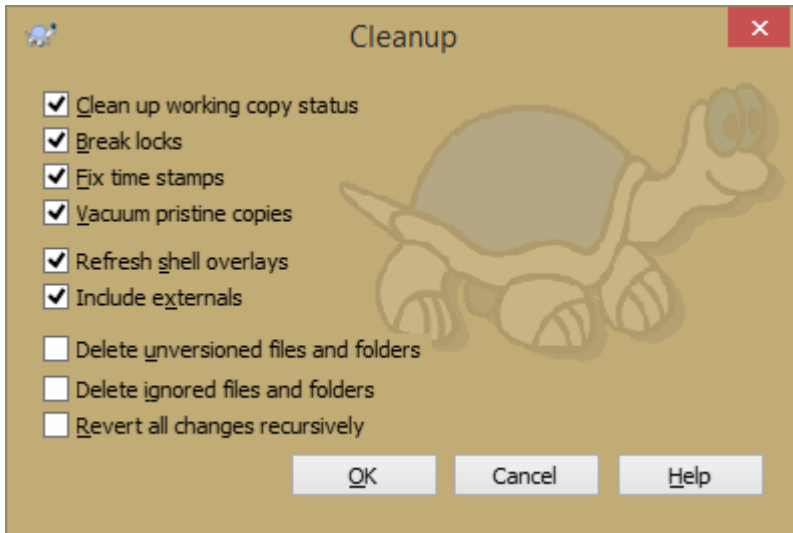 Cleanup
Clean up working copy status
Break locks
Fix time stamps
Vacuum pristine copies
Refresh shell overlays
Include externals
Delete unversioned files and folders
Delete ignored files and folders
Revert all changes recursively
OK Cancel Help